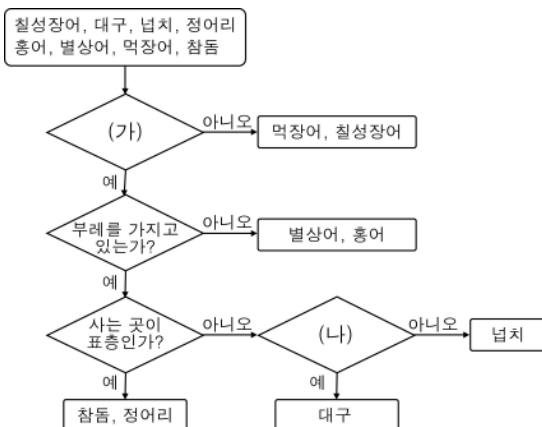 칠성장어, 대구, 넙치, 정어리
홍어, 별상어, 먹장어, 참돔
(가)
아니오
먹장어, 칠성장어
예
부레를 가지고
있는가?
아니오
별상어, 홍어
예
사는 곳이
표층인가?
아니오
(나)
아니오
넙치
예
예
참돔, 정어리
대구